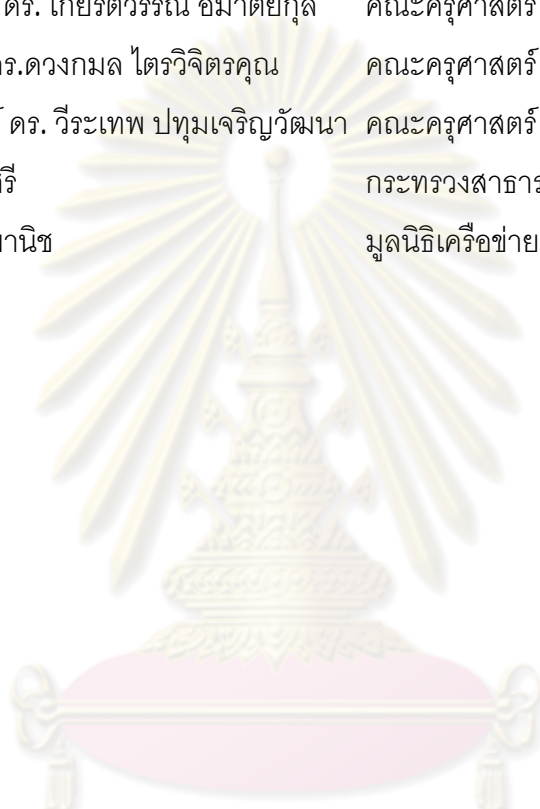 ดร. เกียรติวรรณ อมาตยกุล คณะครุศาสตร์
ดร.ดวงกมล ไตรวิจิตรคุณ คณะครุศาสตร์
ดร. วีระเทพ ปทุมเจริญวัฒนา คณะครุศาสตร์
กระทรวงสาธาร
มูลนิธิเครือข่าย